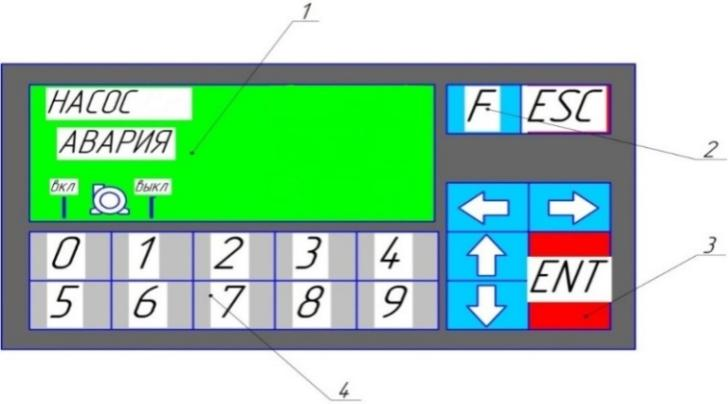 1
НАСОС
АВАРИЯ
вкл выкл
F ESC
2
0 1 2 3 4
5 6 7 8 9
ENT
3
4